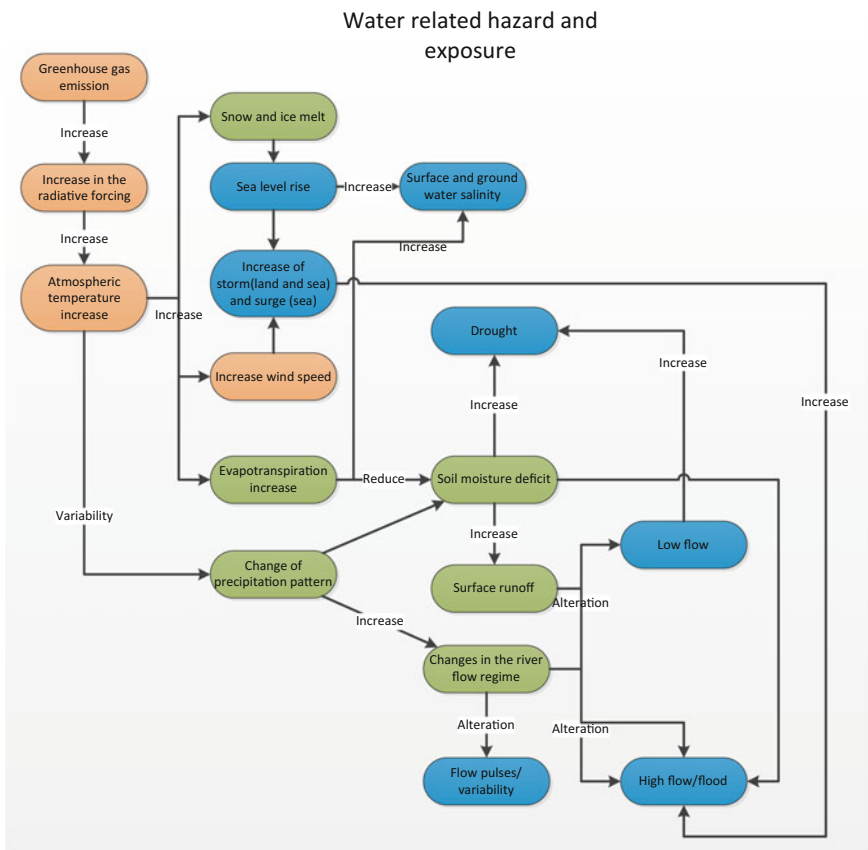 Water related hazard and
exposure
Greenhouse gas
emission
Increase
Increase in the
radiative forcing
Increase
Atmospheric
temperature
increase
Increase
Snow and ice melt
Sea level rise
Increase
Surface and ground
water salinity
Increase
Increase of
storm(land and sea)
and surge (sea)
Increase wind speed
Drought
Increase
Increase
Increase
Evapotranspiration
increase
Reduce
Soil moisture deficit
Variability
Increase
Low flow
Change of
precipitation pattern
Surface runoff
Alteration
Increase
Changes in the river
flow regime
Alteration
Alteration
Flow pulses/
variability
High flow/flood